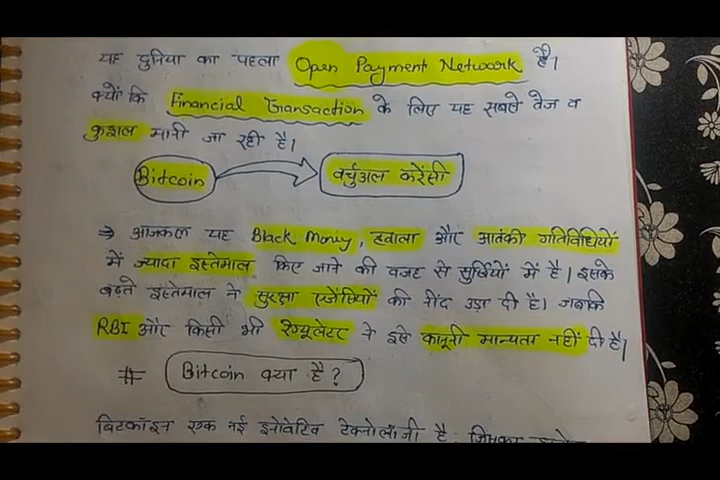 यह दुनिया का पहला Open Payment Network है।
क्यों कि Financial Transaction के लिए यह सबसे तेज व
कुशल मानी जा रही है।
Bitcoin वर्चुअल करेंसी
⇒ आजकल यह Black Money, हवाला और आतंकी गतिविधियों
में ज्यादा इस्तेमाल किए जाने की वजह से सुर्खियों में है। इसके
बढ़ते इस्तेमाल ने सुरक्षा एजेंसियों की नींद उड़ा दी है। जबकि
RBI और किसी भी रेग्यूलेटर ने इसे कानूनी मान्यता नहीं दी है।
# Bitcoin क्या है?
बिटकॉइन एक नई इनोवेटिव टेक्नोलॉजी है